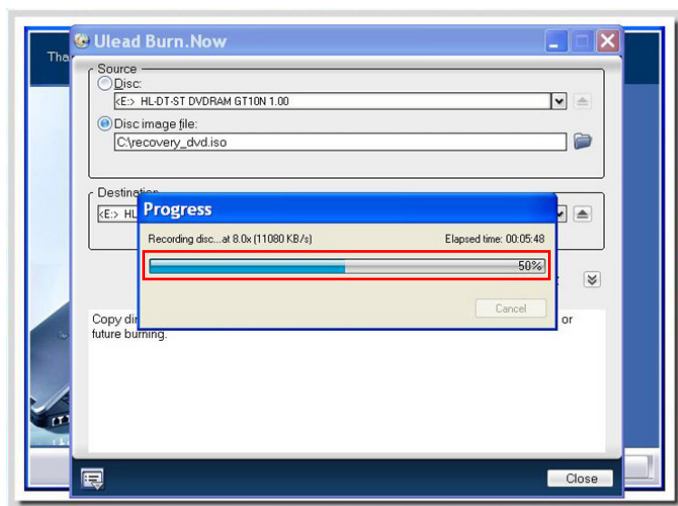 Ulead Burn.Now
Tha
Source
Disc:
<E:> HL-DT-ST DVDRAM GT10N 1.00
Disc image file:
C:\recovery_dvd.iso
Destination
<E:> HL
Progress
Recording disc...at 8.0x (11080 KB/s) Elapsed time: 00:05:48
50%
Cancel
Copy dir or
future burning.
Close